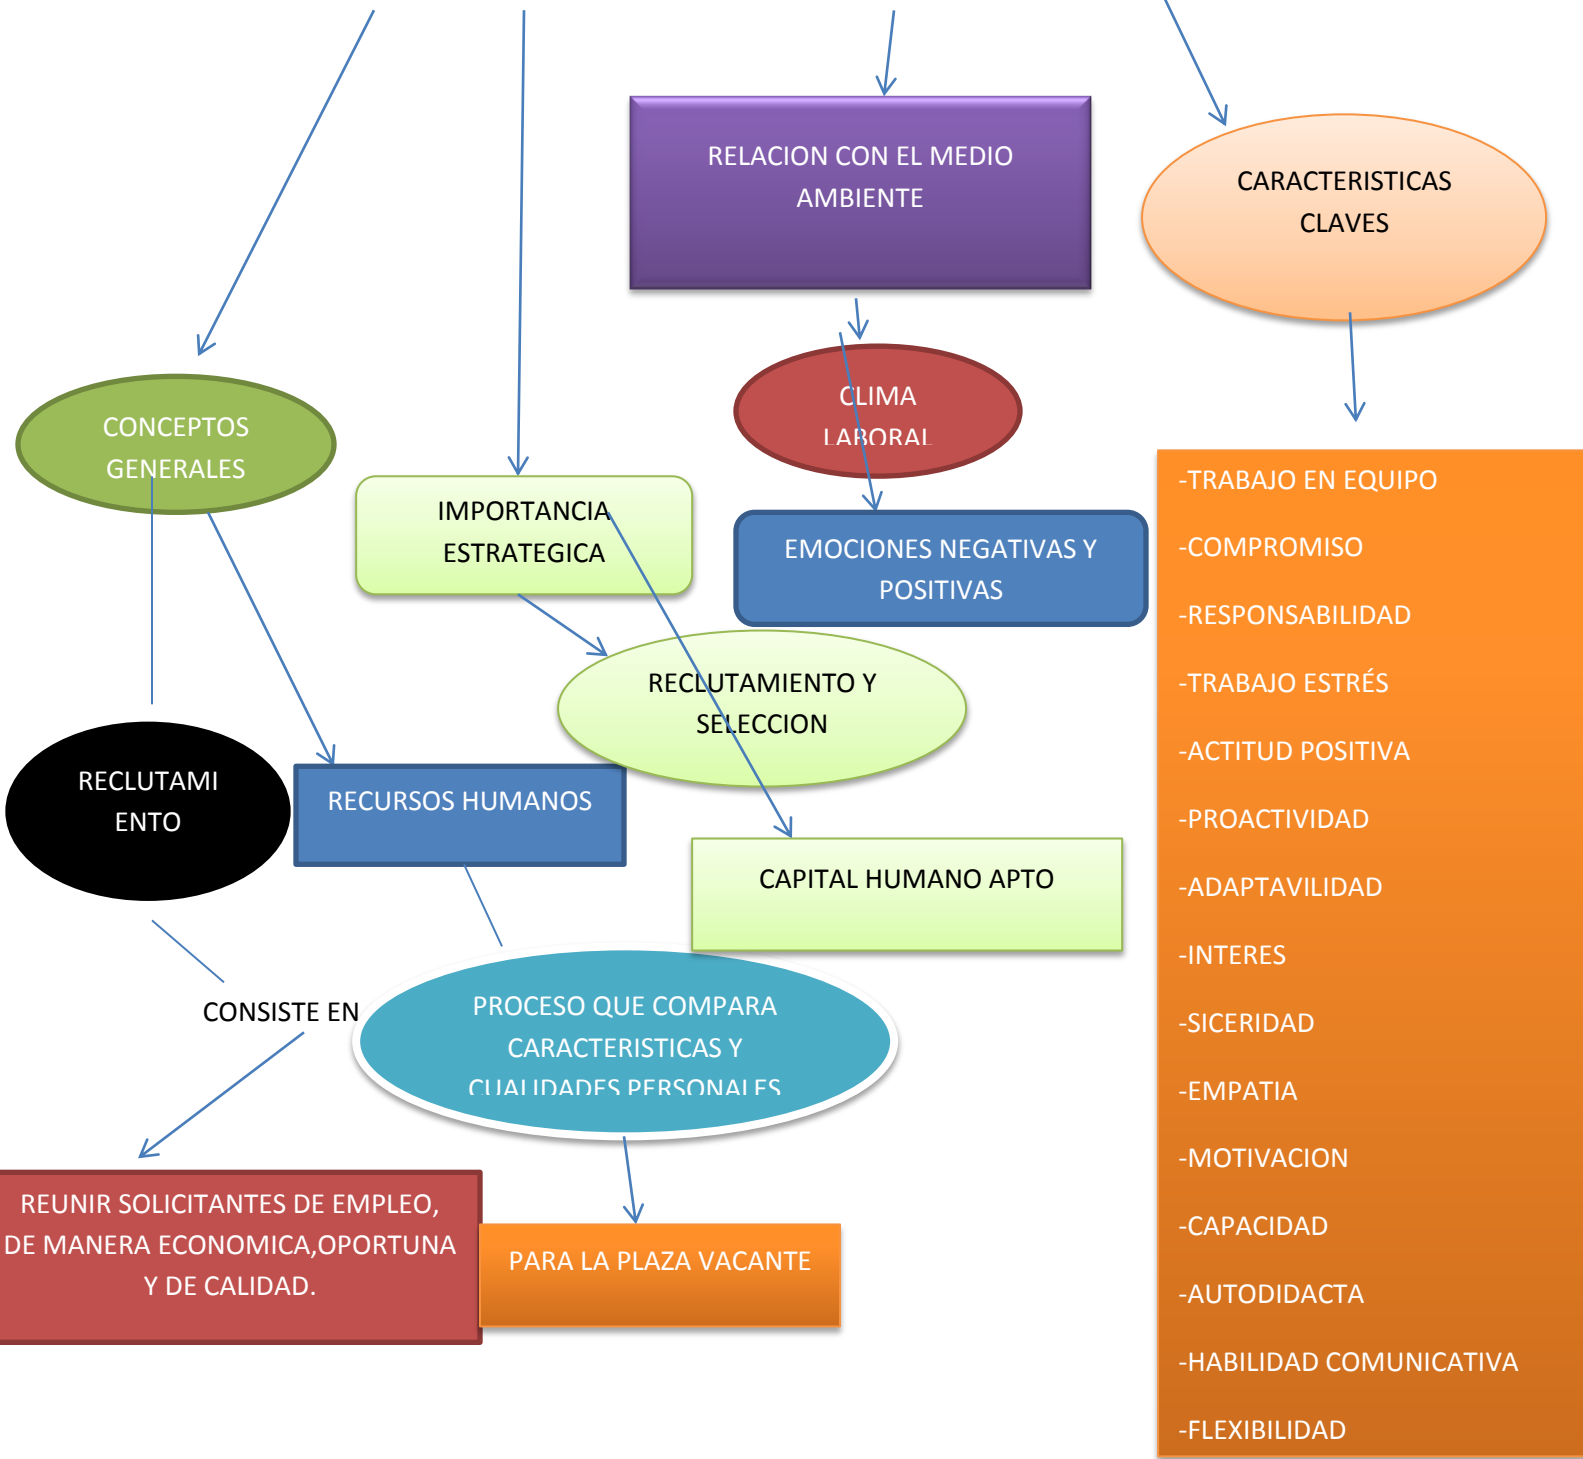 RELACION CON EL MEDIO
AMBIENTE
CARACTERISTICAS
CLAVES
CONCEPTOS
GENERALES
CLIMA
LABORAL
IMPORTANCIA
ESTRATEGICA
EMOCIONES NEGATIVAS Y
POSITIVAS
RECLUTAMIENTO Y
SELECCION
RECLUTAMI
ENTO
RECURSOS HUMANOS
CAPITAL HUMANO APTO
CONSISTE EN
PROCESO QUE COMPARA
CARACTERISTICAS Y
CUALIDADES PERSONALES
REUNIR SOLICITANTES DE EMPLEO,
DE MANERA ECONOMICA,OPORTUNA
Y DE CALIDAD.
PARA LA PLAZA VACANTE
-TRABAJO EN EQUIPO
-COMPROMISO
-RESPONSABILIDAD
-TRABAJO ESTRÉS
-ACTITUD POSITIVA
-PROACTIVIDAD
-ADAPTAVILIDAD
-INTERES
-SICERIDAD
-EMPATIA
-MOTIVACION
-CAPACIDAD
-AUTODIDACTA
-HABILIDAD COMUNICATIVA
-FLEXIBILIDAD